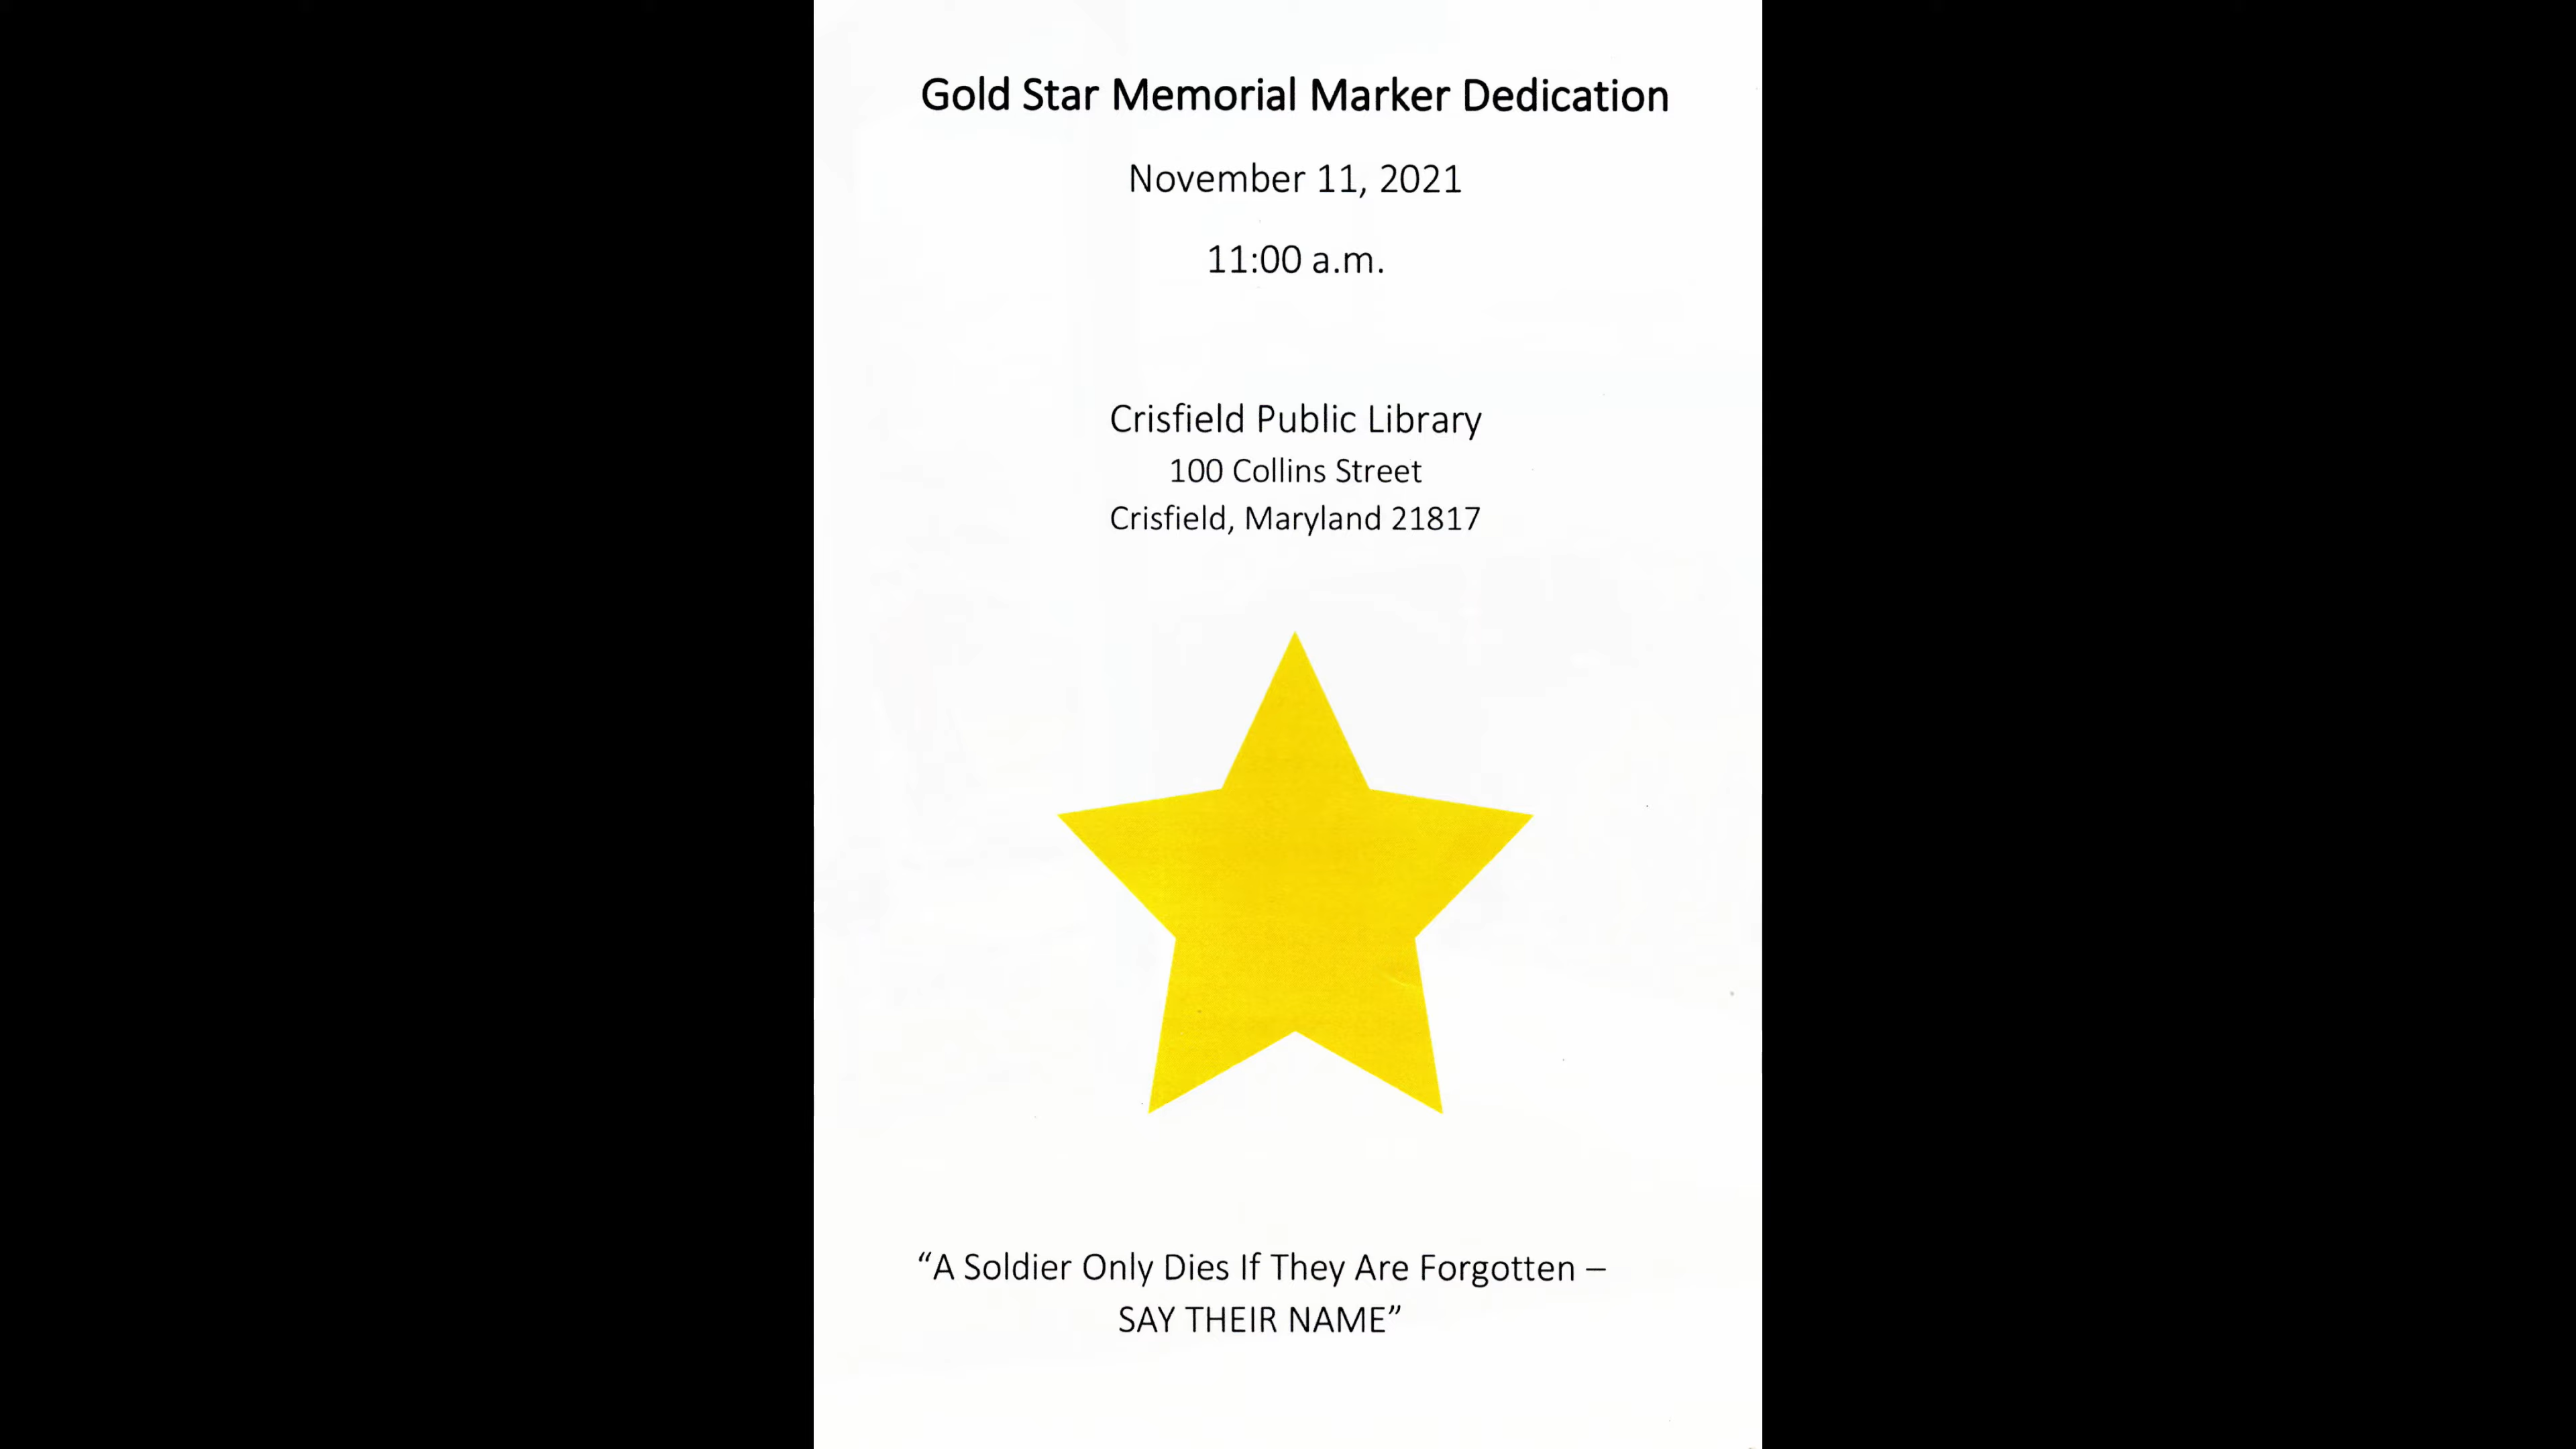 Gold Star Memorial Marker Dedication
November 11, 2021
11:00 a.m.
Crisfield Public Library
100 Collins Street
Crisfield, Maryland 21817
“A Soldier Only Dies If They Are Forgotten –
SAY THEIR NAME”